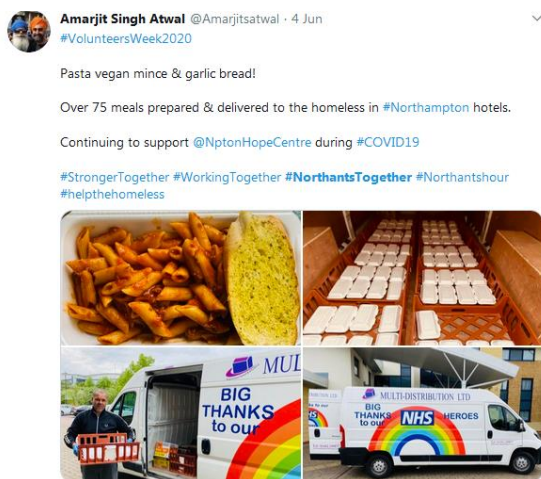 Amarjit Singh Atwal @Amarjitsatwal · 4 Jun
#VolunteersWeek2020
Pasta vegan mince & garlic bread!
Over 75 meals prepared & delivered to the homeless in #Northampton hotels.
Continuing to support @NptonHopeCentre during #COVID19
#StrongerTogether #WorkingTogether #NorthantsTogether #Northantshour
#helpthehomeless
MUL
BIG
THANKS
to our
MULTI-DISTRIBUTION LTD
BIG
THANKS
to our
NHS
HEROES